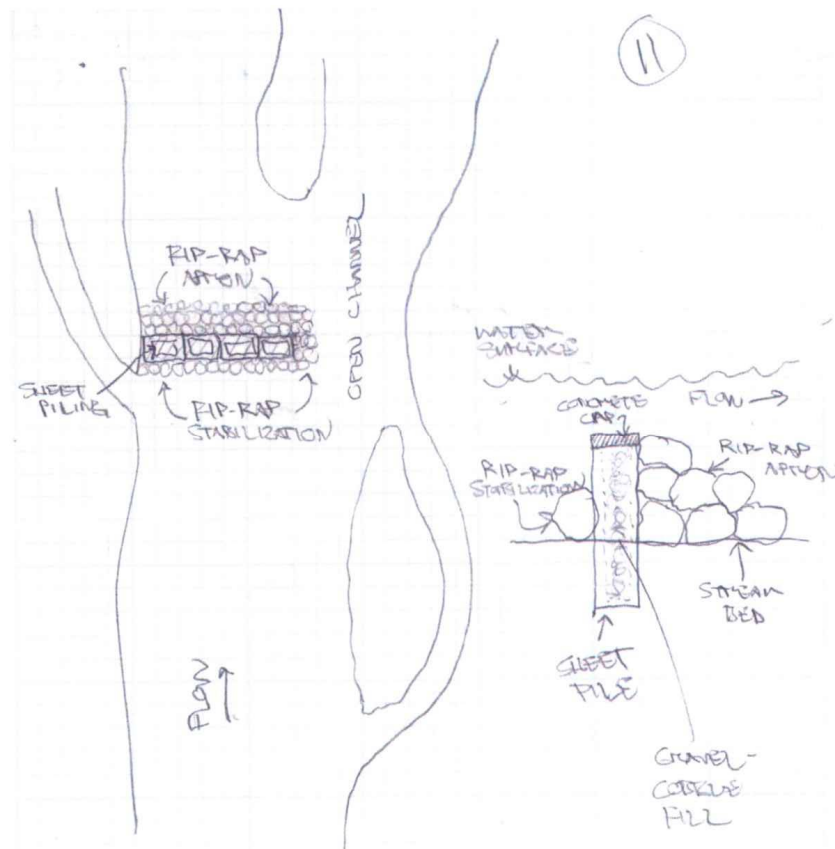 11
RIP-RAP
APRON
OPEN CHANNEL
SHEET
PILING
RIP-RAP
STABILIZATION
FLOW
WATER
SURFACE
FLOW
CONCRETE
CAP
RIP-RAP
STABILIZATION
RIP-RAP
APRON
STREAM
BED
SHEET
PILE
GRAVEL-
COBBLE
FILL